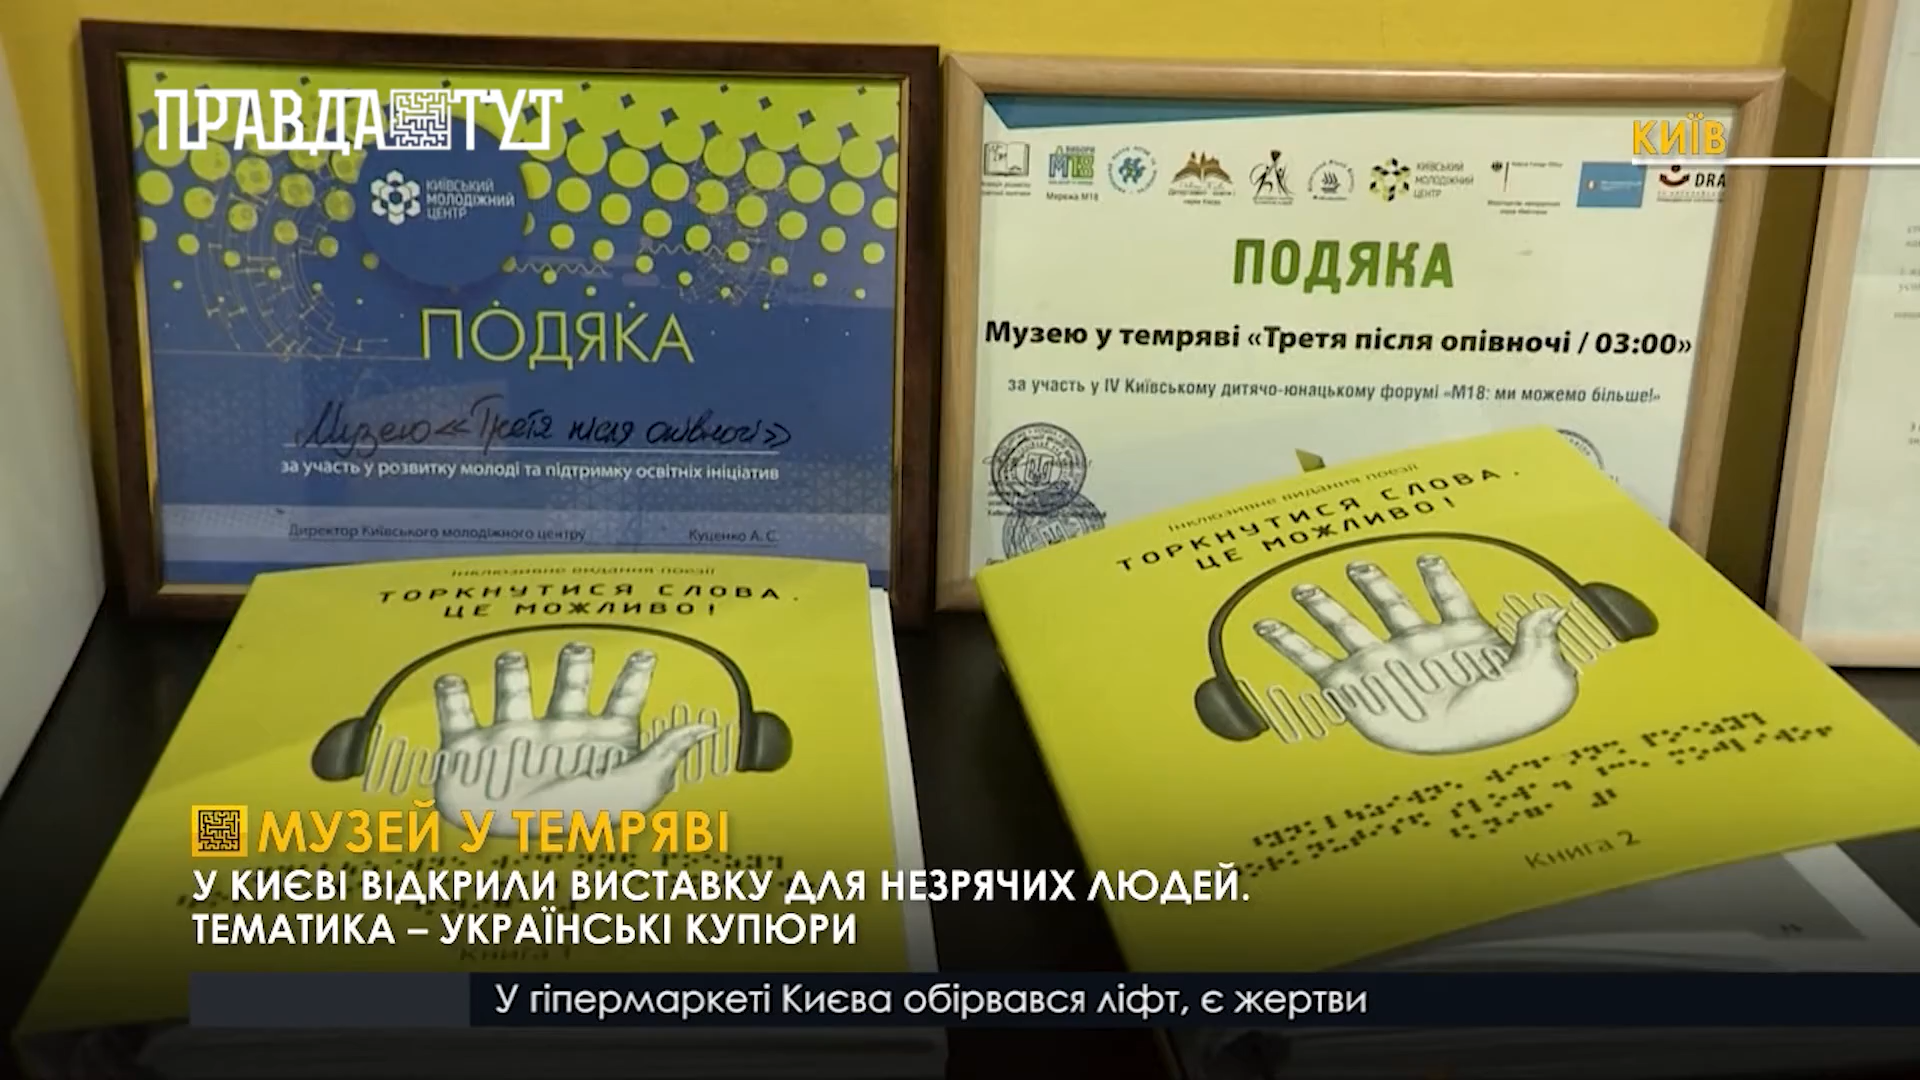 ПРАВДА ТУТ
КИЇВ
КИЇВСЬКИЙ
МОЛОДІЖНИЙ
ЦЕНТР
ПОДЯКА
Музею «Третя після опівночі»
за участь у розвитку молоді та підтримку освітніх ініціатив
Директор Київського молодіжного центру Куценко А. С.
Мережа М18
КИЇВСЬКИЙ
МОЛОДІЖНИЙ
ЦЕНТР
DRA
ПОДЯКА
Музею у темряві «Третя після опівночі / 03:00»
за участь у IV Київському дитячо-юнацькому форумі «М18: ми можемо більше!»
Інклюзивне видання поезії
ТОРКНУТИСЯ СЛОВА.
ЦЕ МОЖЛИВО!
Інклюзивне видання поезії
ТОРКНУТИСЯ СЛОВА.
ЦЕ МОЖЛИВО!
Книга 2
МУЗЕЙ У ТЕМРЯВІ
У КИЄВІ ВІДКРИЛИ ВИСТАВКУ ДЛЯ НЕЗРЯЧИХ ЛЮДЕЙ.
ТЕМАТИКА – УКРАЇНСЬКІ КУПЮРИ
Книга 1
У гіпермаркеті Києва обірвався ліфт, є жертви